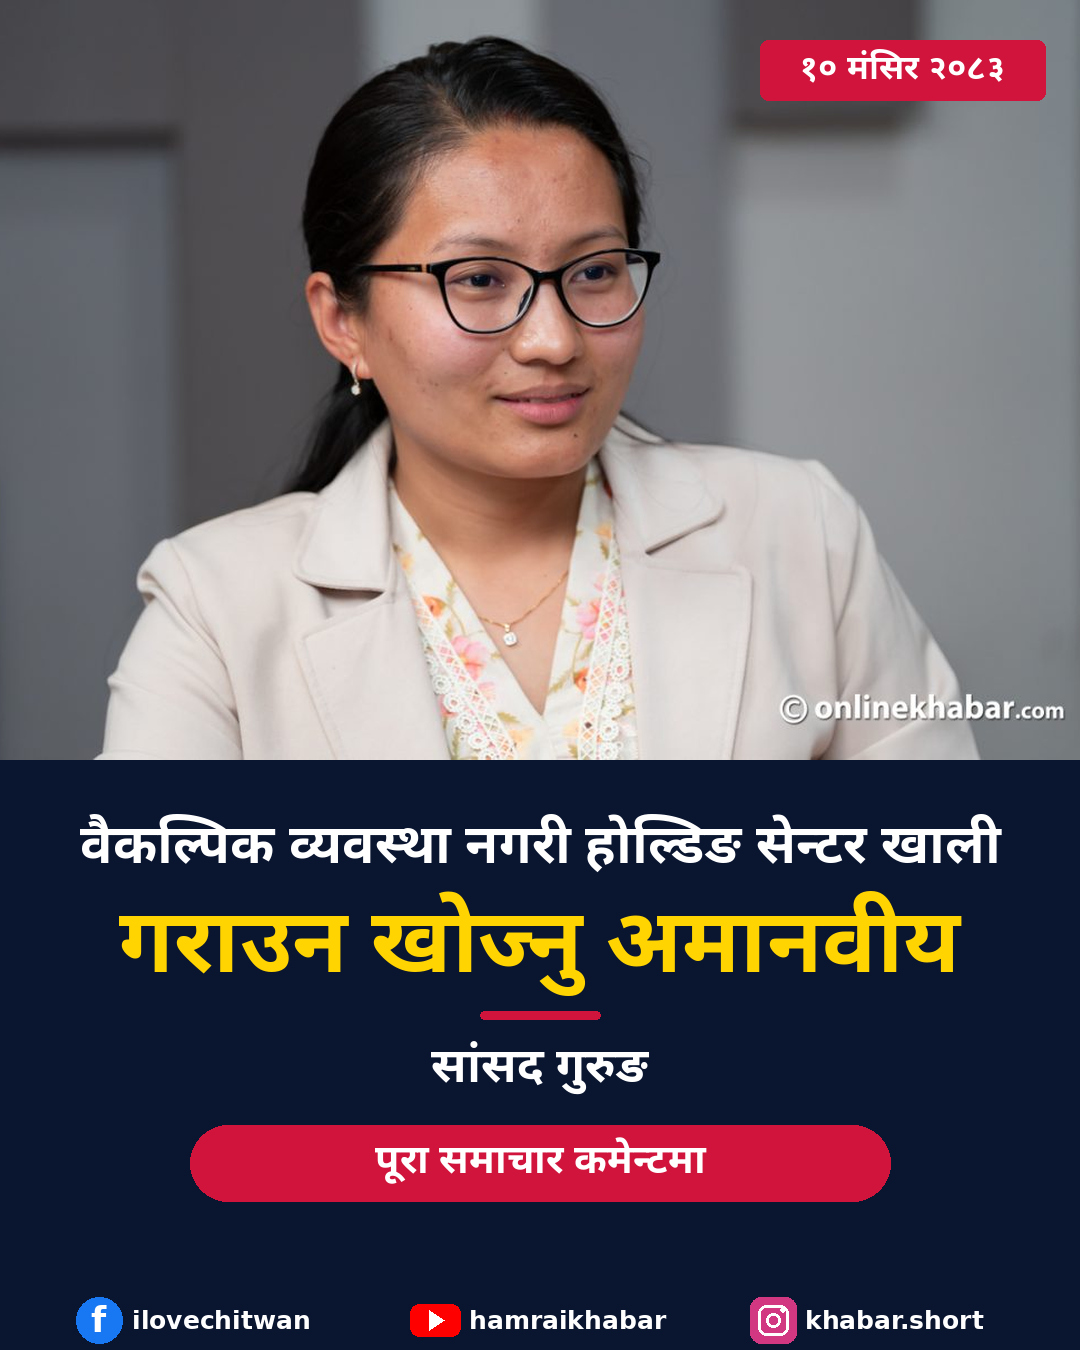 १० मंसिर २०८३
© onlinekhabar.com
वैकल्पिक व्यवस्था नगरी होल्डिङ सेन्टर खाली
गराउन खोज्नु अमानवीय
सांसद गुरुङ
पूरा समाचार कमेन्टमा
ilovechitwan hamraikhabar khabar.short